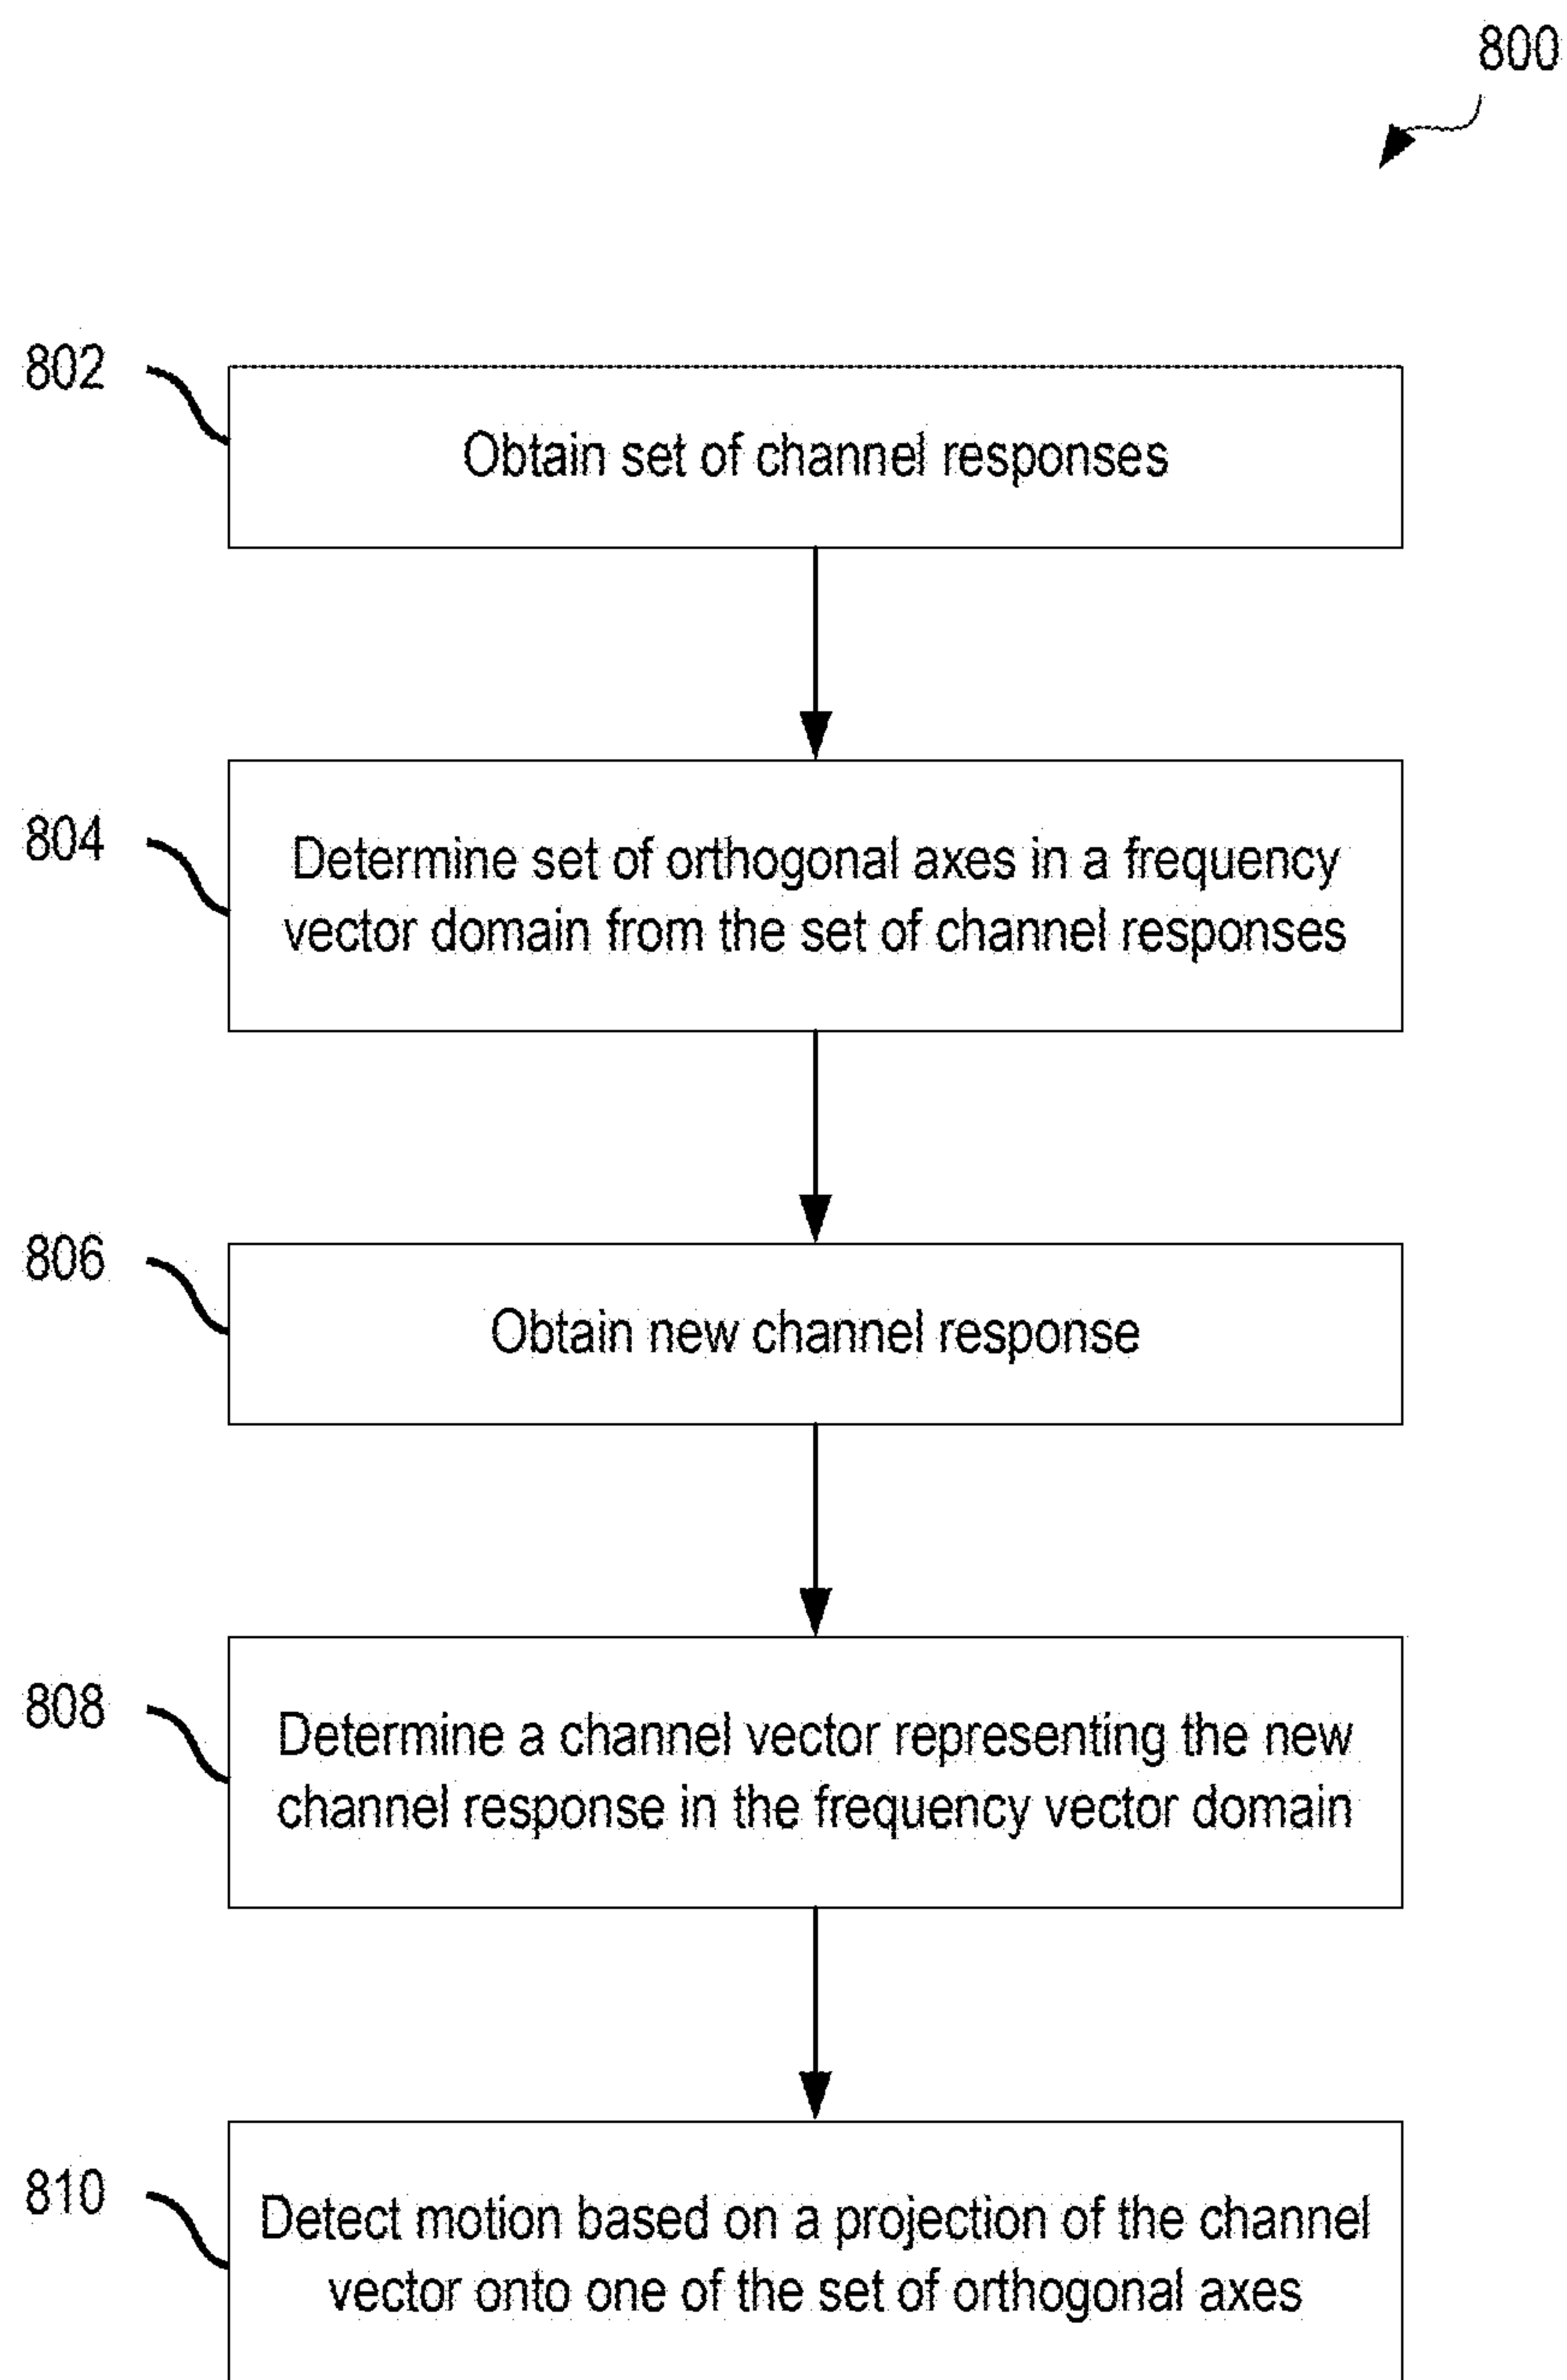 800
802
Obtain set of channel responses
804
Determine set of orthogonal axes in a frequency
vector domain from the set of channel responses
806
Obtain new channel response
808
Determine a channel vector representing the new
channel response in the frequency vector domain
810
Detect motion based on a projection of the channel
vector onto one of the set of orthogonal axes